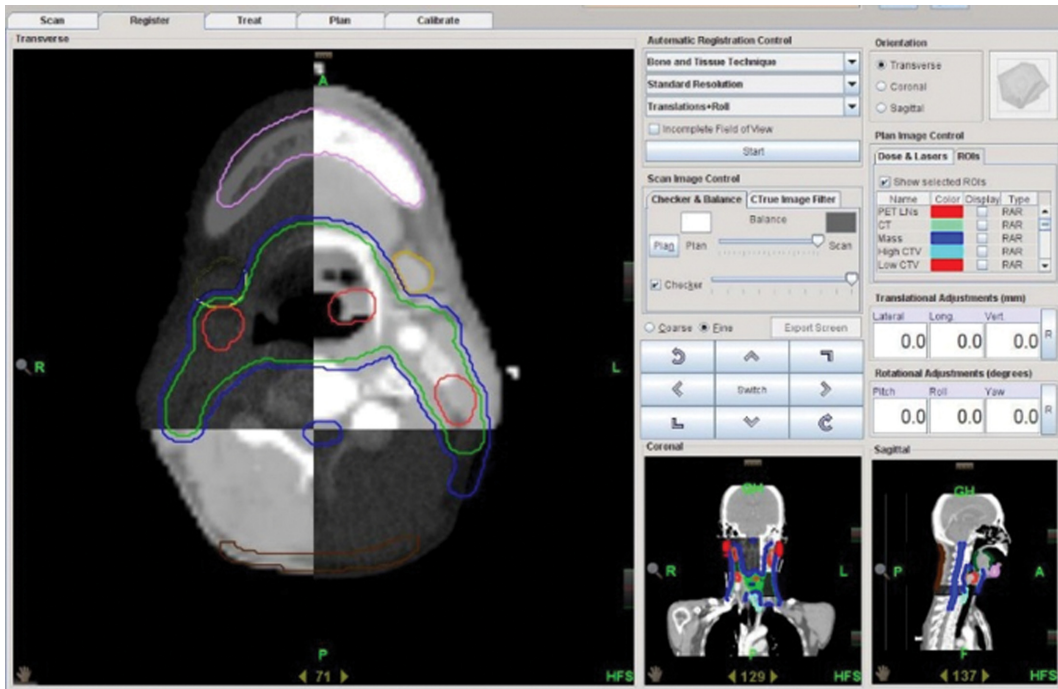 Scan Register Treat Plan Calibrate
Transverse
A
R
L
P
71
HFS
Automatic Registration Control
Bone and Tissue Technique
Standard Resolution
Translations+Roll
Incomplete Field of View
Start
Scan Image Control
Checker & Balance CTrue Image Filter
Balance
Plan Scan
Checker
Coarse Fine Export Screen
Switch
Coronal
R
L
129
HFS
Orientation
Transverse
Coronal
Sagittal
Plan Image Control
Dose & Lasers ROIs
Show selected ROIs
Name Color Display Type
PET LNs RAR
CT RAR
Mass RAR
High CTV RAR
Low CTV RAR
Translational Adjustments (mm)
Lateral Long. Vert.
0.0 0.0 0.0 R
Rotational Adjustments (degrees)
Pitch Roll Yaw
0.0 0.0 0.0 R
Sagittal
GH
P
A
F
137
HFS